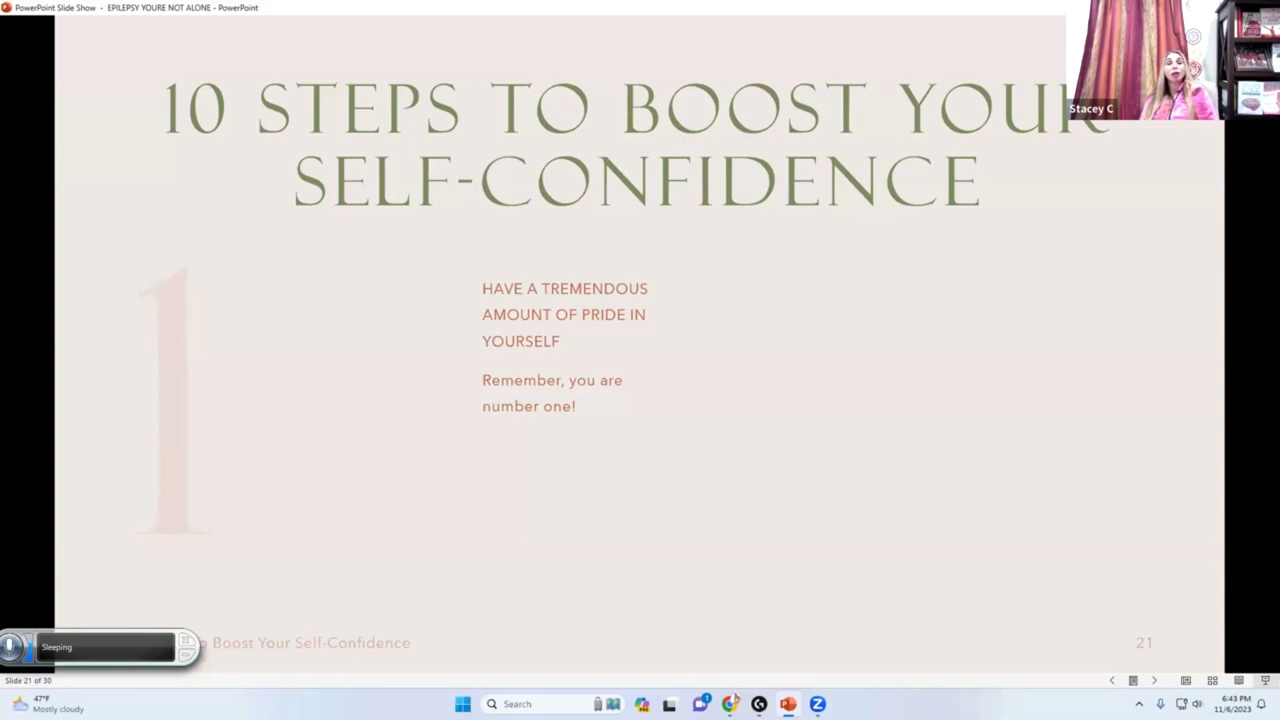 PowerPoint Slide Show - EPILEPSY YOURE NOT ALONE - PowerPoint
Stacey C
10 STEPS TO BOOST YOUR
SELF-CONFIDENCE
1
HAVE A TREMENDOUS
AMOUNT OF PRIDE IN
YOURSELF
Remember, you are
number one!
Sleeping
Boost Your Self-Confidence
21
Slide 21 of 30
47°F
Mostly cloudy
Search
1
6:43 PM
11/6/2023